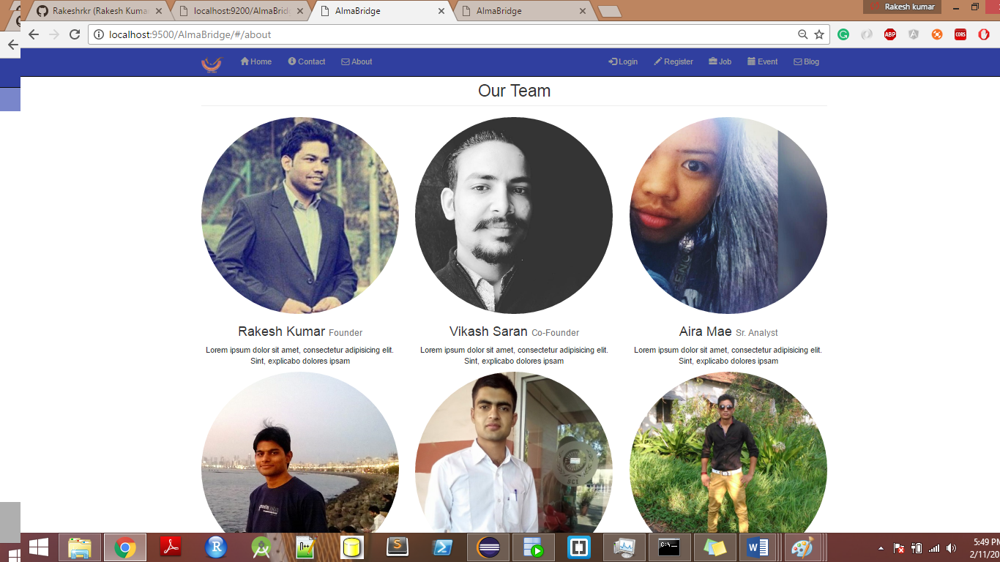 Rakeshrkr (Rakesh Kuma
localhost:9200/AlmaBrid
AlmaBridge
AlmaBridge
Rakesh kumar
localhost:9500/AlmaBridge/#/about
ABP
CORS
Home
Contact
About
Login
Register
Job
Event
Blog
Our Team
Rakesh Kumar Founder
Vikash Saran Co-Founder
Aira Mae Sr. Analyst
Lorem ipsum dolor sit amet, consectetur adipisicing elit.
Sint, explicabo dolores ipsam
Lorem ipsum dolor sit amet, consectetur adipisicing elit.
Sint, explicabo dolores ipsam
Lorem ipsum dolor sit amet, consectetur adipisicing elit.
Sint, explicabo dolores ipsam
5:49 PM
2/11/20